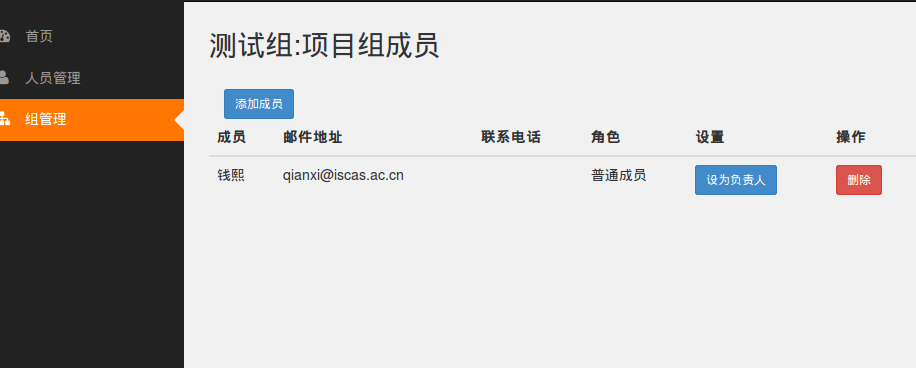 首页
人员管理
组管理
测试组:项目组成员
添加成员
成员 邮件地址 联系电话 角色 设置 操作
钱熙 qianxi@iscas.ac.cn 普通成员 设为负责人 删除